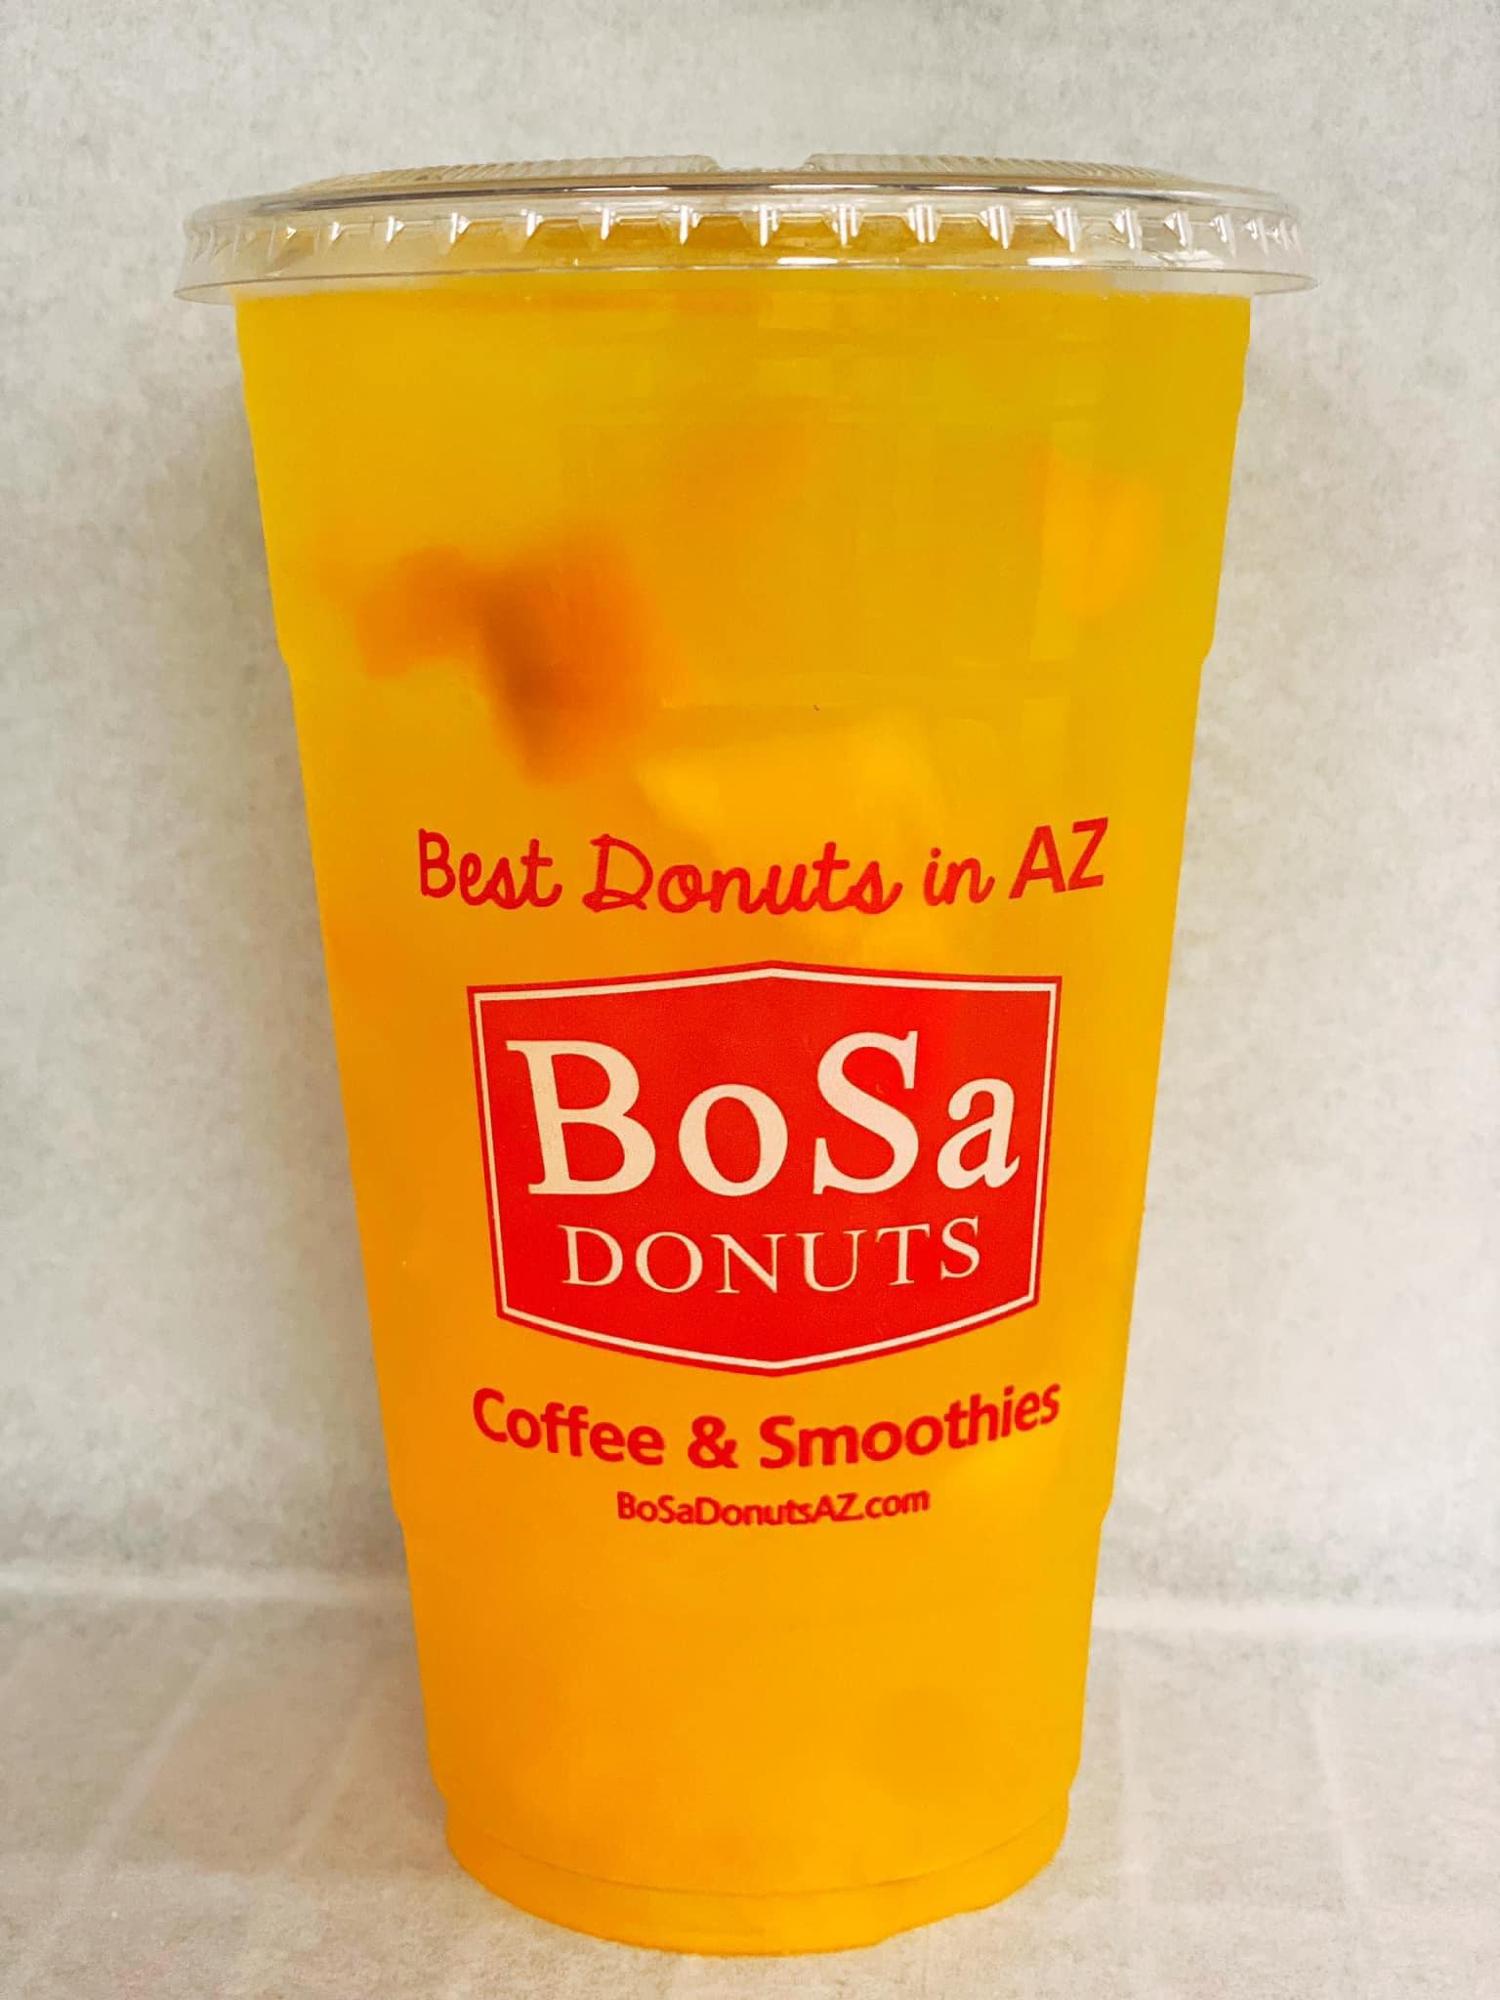 Best Donuts in AZ
BoSa
DONUTS
Coffee & Smoothies
BoSaDonutsAZ.com